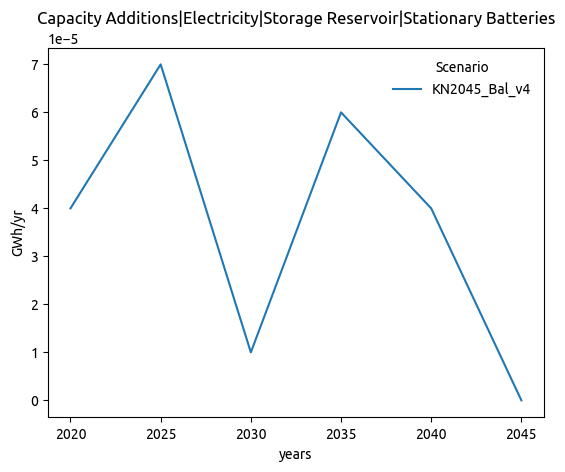 Capacity Additions|Electricity|Storage Reservoir|Stationary Batteries
1e−5
7
6
5
4
3
2
1
0
GWh/yr
Scenario
KN2045_Bal_v4
2020 2025 2030 2035 2040 2045
years